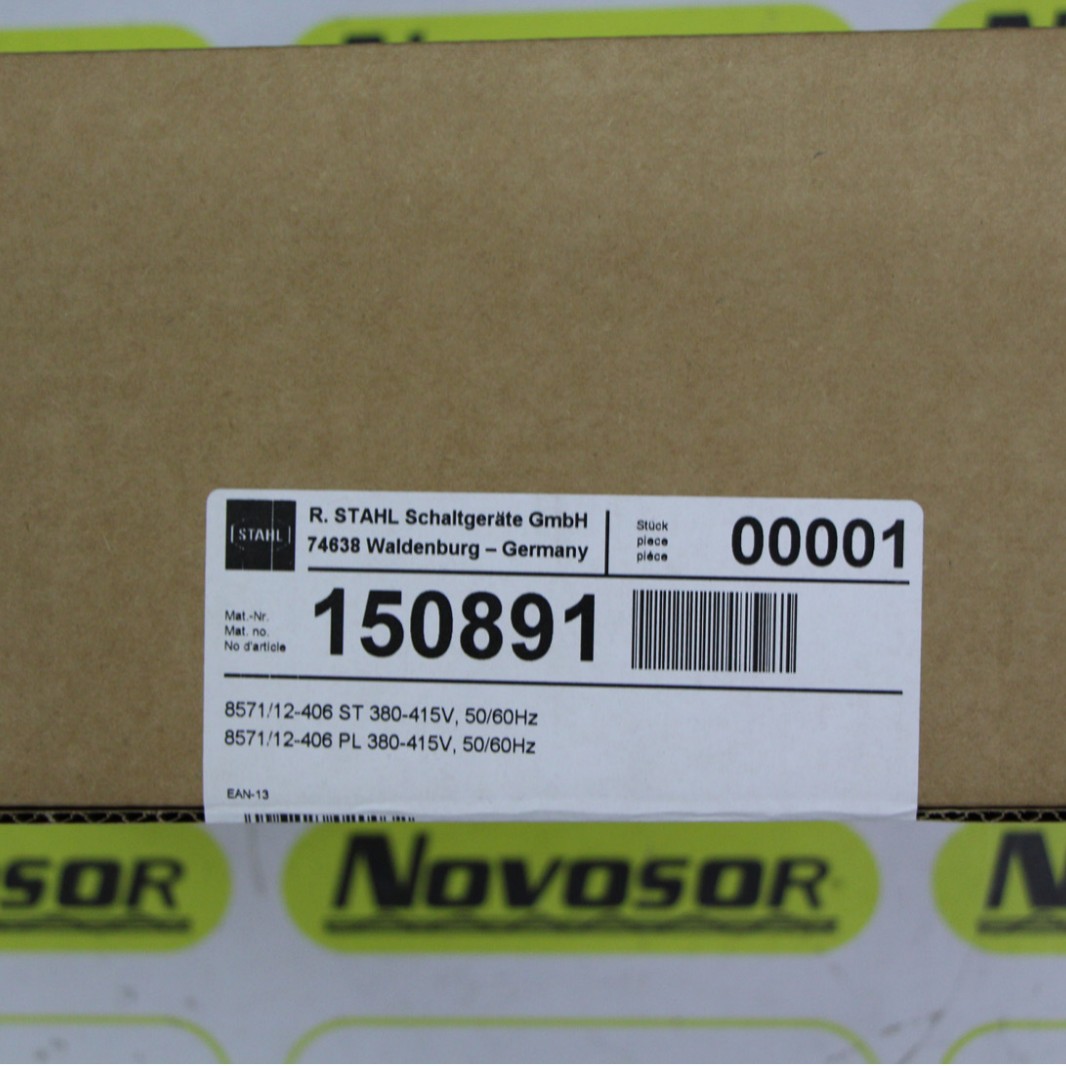 STAHL
R. STAHL Schaltgeräte GmbH
74638 Waldenburg – Germany
Stück
piece
pièce
00001
Mat.-Nr.
Mat. no.
No d'article
150891
8571/12-406 ST 380-415V, 50/60Hz
8571/12-406 PL 380-415V, 50/60Hz
EAN-13
SOR NOVOSOR N